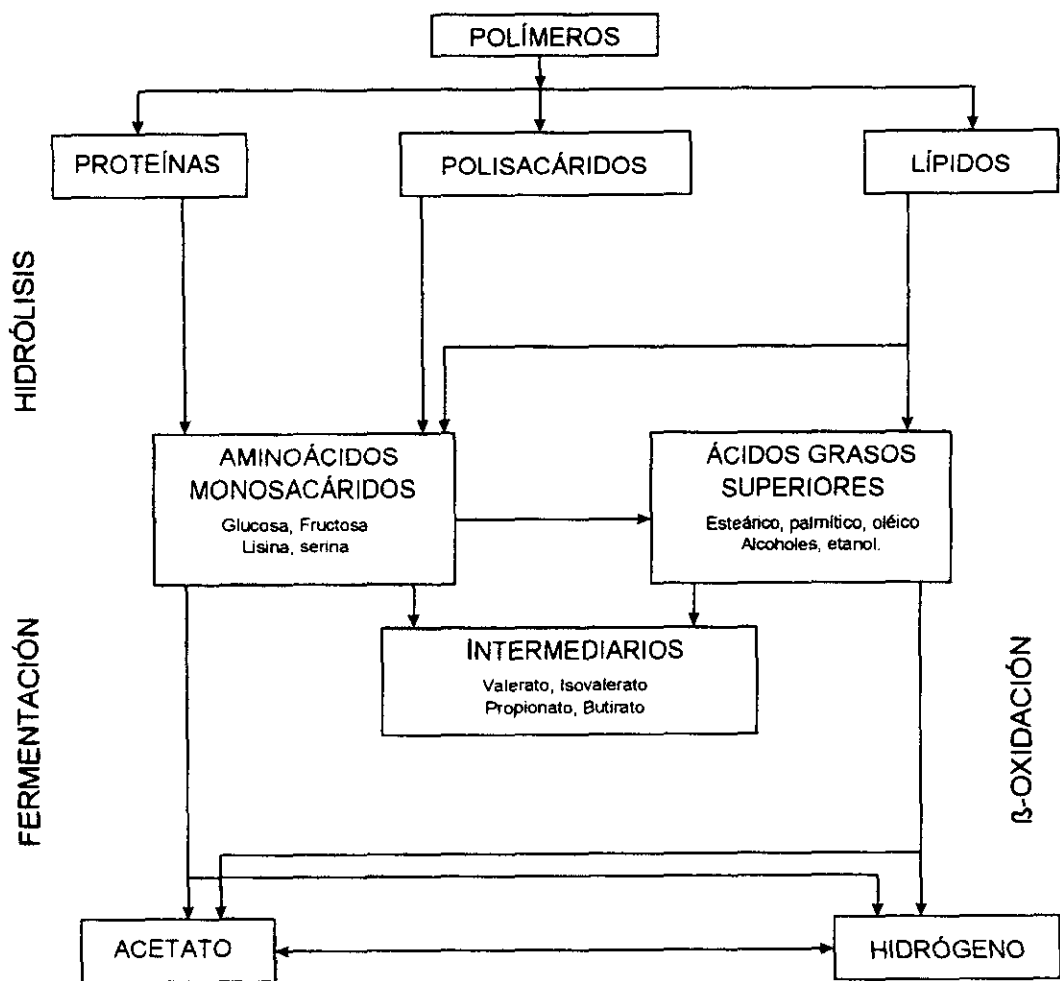 POLÍMEROS
PROTEÍNAS
POLISACÁRIDOS
LÍPIDOS
HIDRÓLISIS
AMINOÁCIDOS
MONOSACÁRIDOS
Glucosa, Fructosa
Lisina, serina
ÁCIDOS GRASOS
SUPERIORES
Esteárico, palmítico, oléico
Alcoholes, etanol.
FERMENTACIÓN
INTERMEDIARIOS
Valerato, Isovalerato
Propionato, Butirato
ß-OXIDACIÓN
ACETATO
HIDRÓGENO